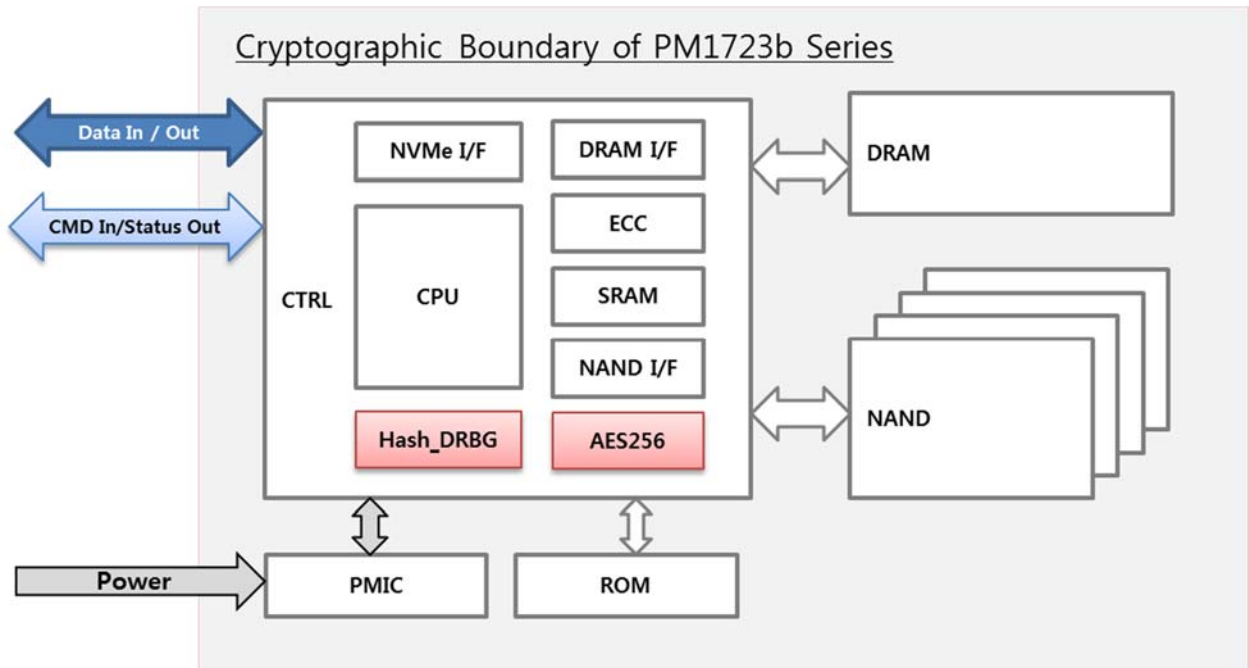 Cryptographic Boundary of PM1723b Series
Data In / Out
CMD In/Status Out
CTRL
NVMe I/F
CPU
Hash_DRBG
DRAM I/F
ECC
SRAM
NAND I/F
AES256
DRAM
NAND
Power
PMIC
ROM